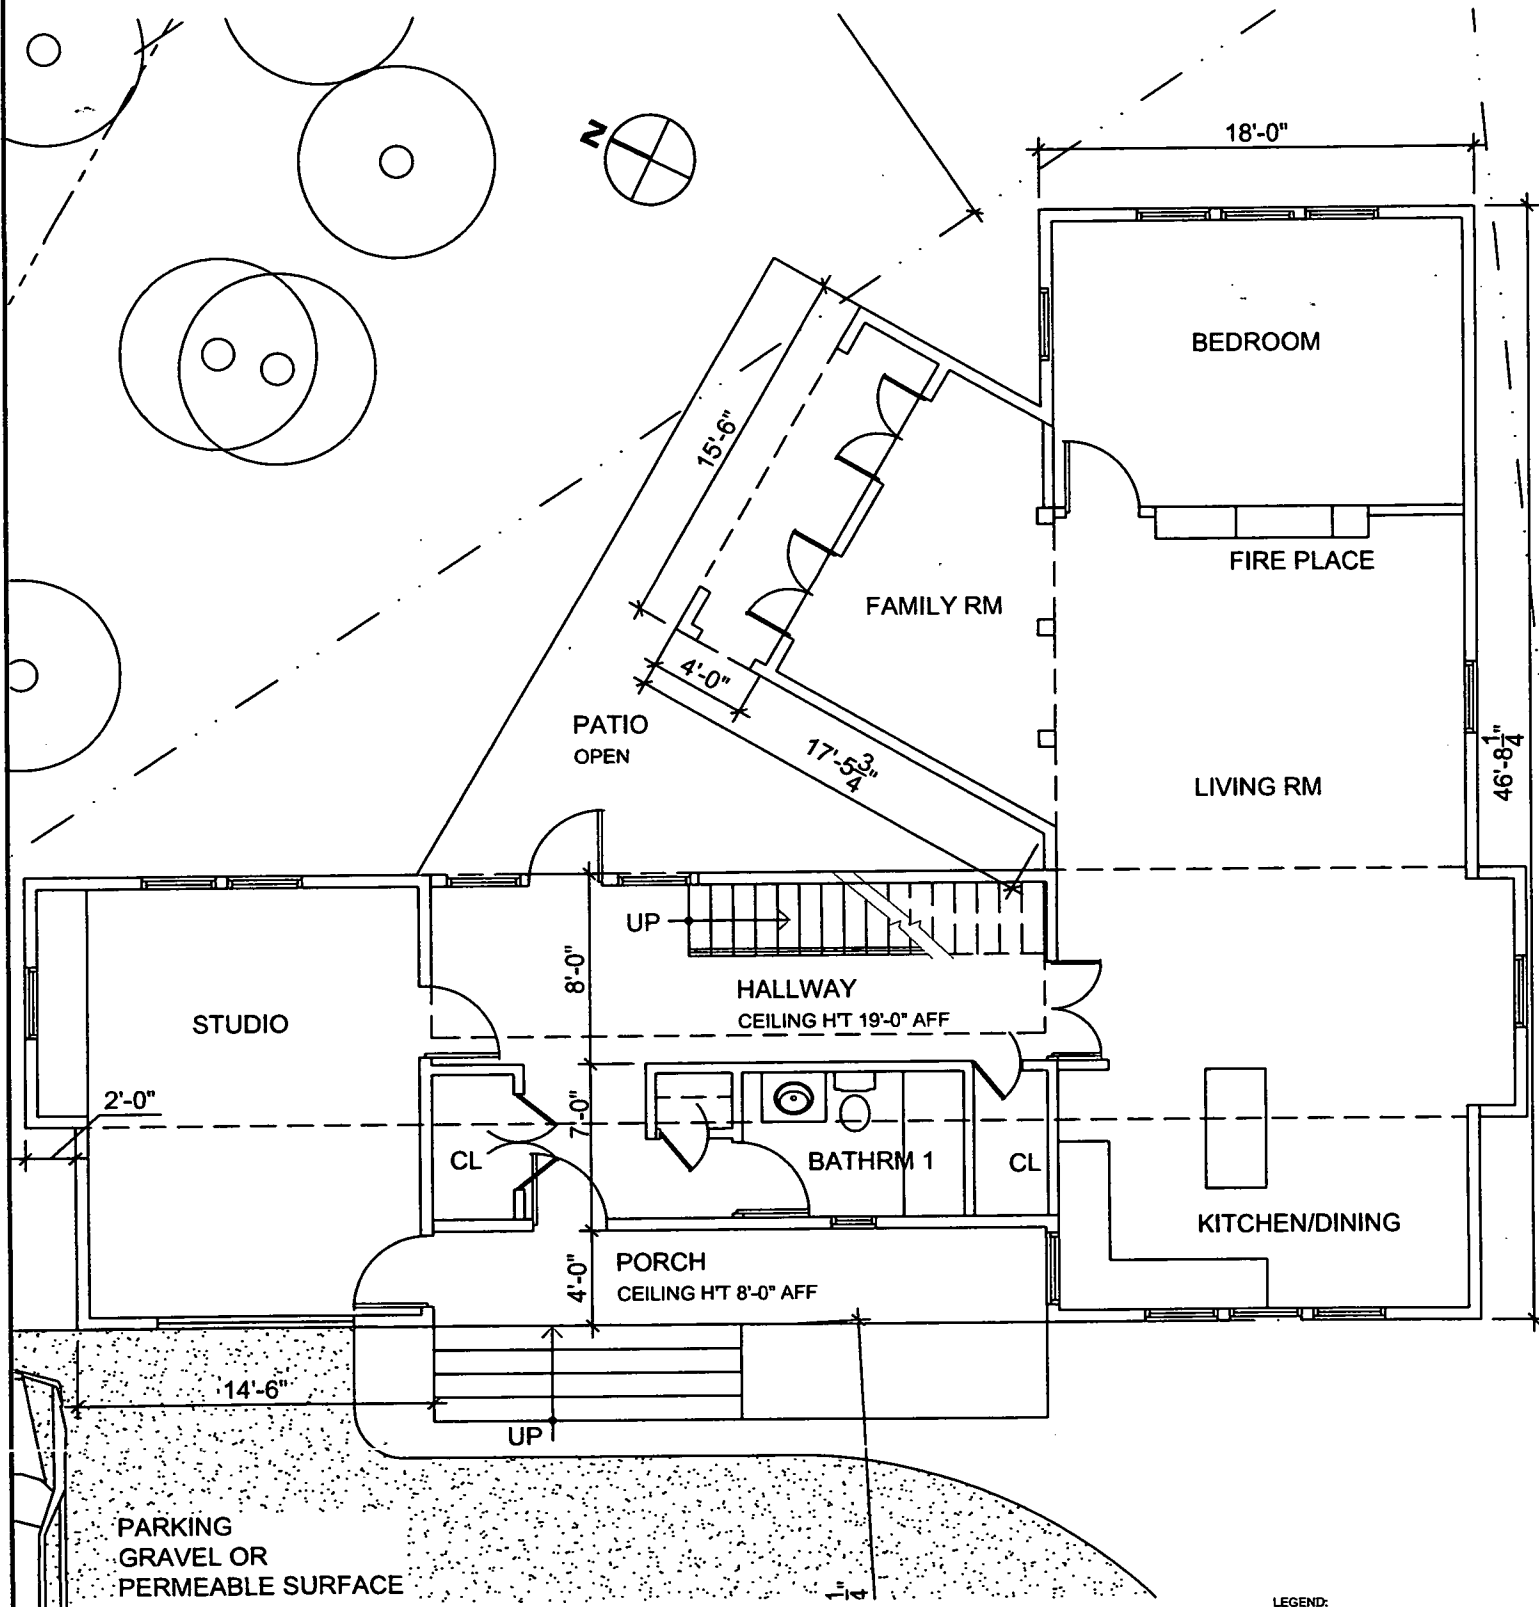 N
18'-0"
BEDROOM
15'-6"
FIRE PLACE
FAMILY RM
4'-0"
PATIO
OPEN
17'-5 3/4"
46'-8 1/4"
LIVING RM
UP
8'-0"
HALLWAY
CEILING H'T 19'-0" AFF
STUDIO
2'-0"
7'-0"
CL
BATHRM 1
CL
KITCHEN/DINING
PORCH
CEILING H'T 8'-0" AFF
4'-0"
14'-6"
UP
PARKING
GRAVEL OR
PERMEABLE SURFACE
1/4"
LEGEND: